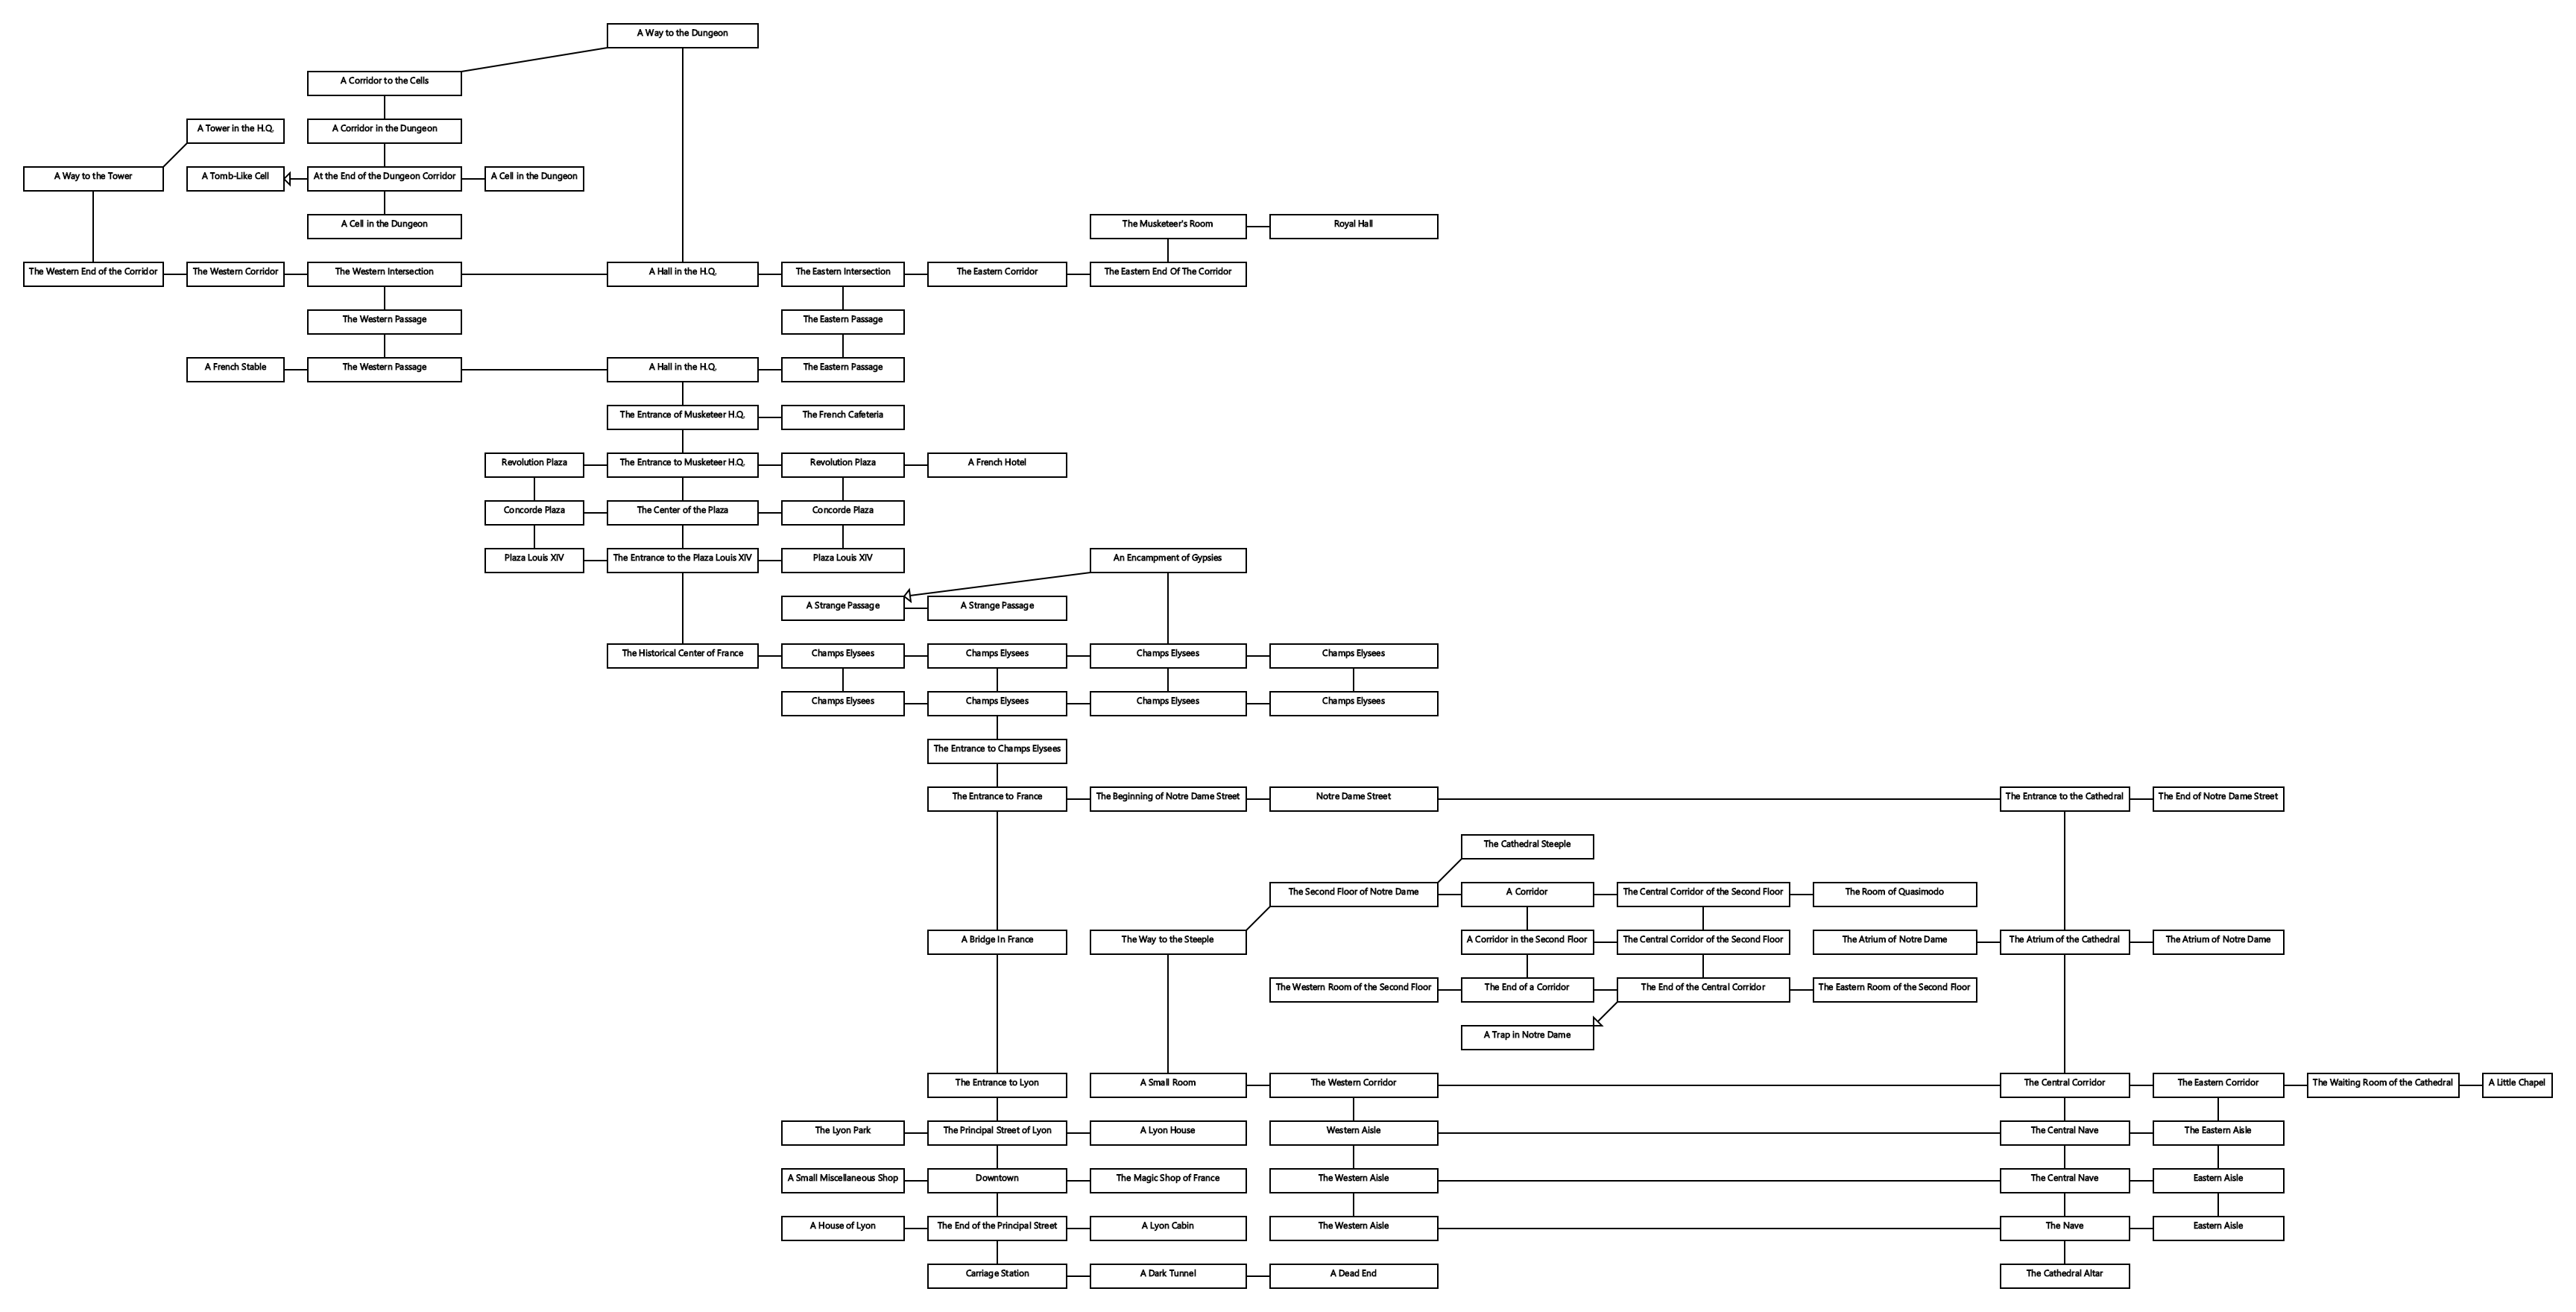 A Way to the Dungeon
A Corridor to the Cells
A Tower in the H.Q.
A Corridor in the Dungeon
A Way to the Tower
A Tomb-Like Cell
At the End of the Dungeon Corridor
A Cell in the Dungeon
A Cell in the Dungeon
The Musketeer's Room
Royal Hall
The Western End of the Corridor
The Western Corridor
The Western Intersection
A Hall in the H.Q.
The Eastern Intersection
The Eastern Corridor
The Eastern End Of The Corridor
The Western Passage
The Eastern Passage
A French Stable
The Western Passage
A Hall in the H.Q.
The Eastern Passage
The Entrance of Musketeer H.Q.
The French Cafeteria
Revolution Plaza
The Entrance to Musketeer H.Q.
Revolution Plaza
A French Hotel
Concorde Plaza
The Center of the Plaza
Concorde Plaza
Plaza Louis XIV
The Entrance to the Plaza Louis XIV
Plaza Louis XIV
An Encampment of Gypsies
A Strange Passage
A Strange Passage
The Historical Center of France
Champs Elysees
Champs Elysees
Champs Elysees
Champs Elysees
Champs Elysees
Champs Elysees
Champs Elysees
Champs Elysees
The Entrance to Champs Elysees
The Entrance to France
The Beginning of Notre Dame Street
Notre Dame Street
The Entrance to the Cathedral
The End of Notre Dame Street
The Cathedral Steeple
The Second Floor of Notre Dame
A Corridor
The Central Corridor of the Second Floor
The Room of Quasimodo
A Bridge In France
The Way to the Steeple
A Corridor in the Second Floor
The Central Corridor of the Second Floor
The Atrium of Notre Dame
The Atrium of the Cathedral
The Atrium of Notre Dame
The Western Room of the Second Floor
The End of a Corridor
The End of the Central Corridor
The Eastern Room of the Second Floor
A Trap in Notre Dame
The Entrance to Lyon
A Small Room
The Western Corridor
The Central Corridor
The Eastern Corridor
The Waiting Room of the Cathedral
A Little Chapel
The Lyon Park
The Principal Street of Lyon
A Lyon House
Western Aisle
The Central Nave
The Eastern Aisle
A Small Miscellaneous Shop
Downtown
The Magic Shop of France
The Western Aisle
The Central Nave
Eastern Aisle
A House of Lyon
The End of the Principal Street
A Lyon Cabin
The Western Aisle
The Nave
Eastern Aisle
Carriage Station
A Dark Tunnel
A Dead End
The Cathedral Altar